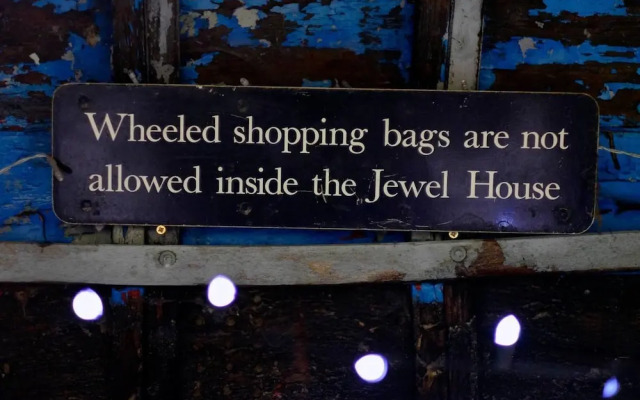 Wheeled shopping bags are not
allowed inside the Jewel House